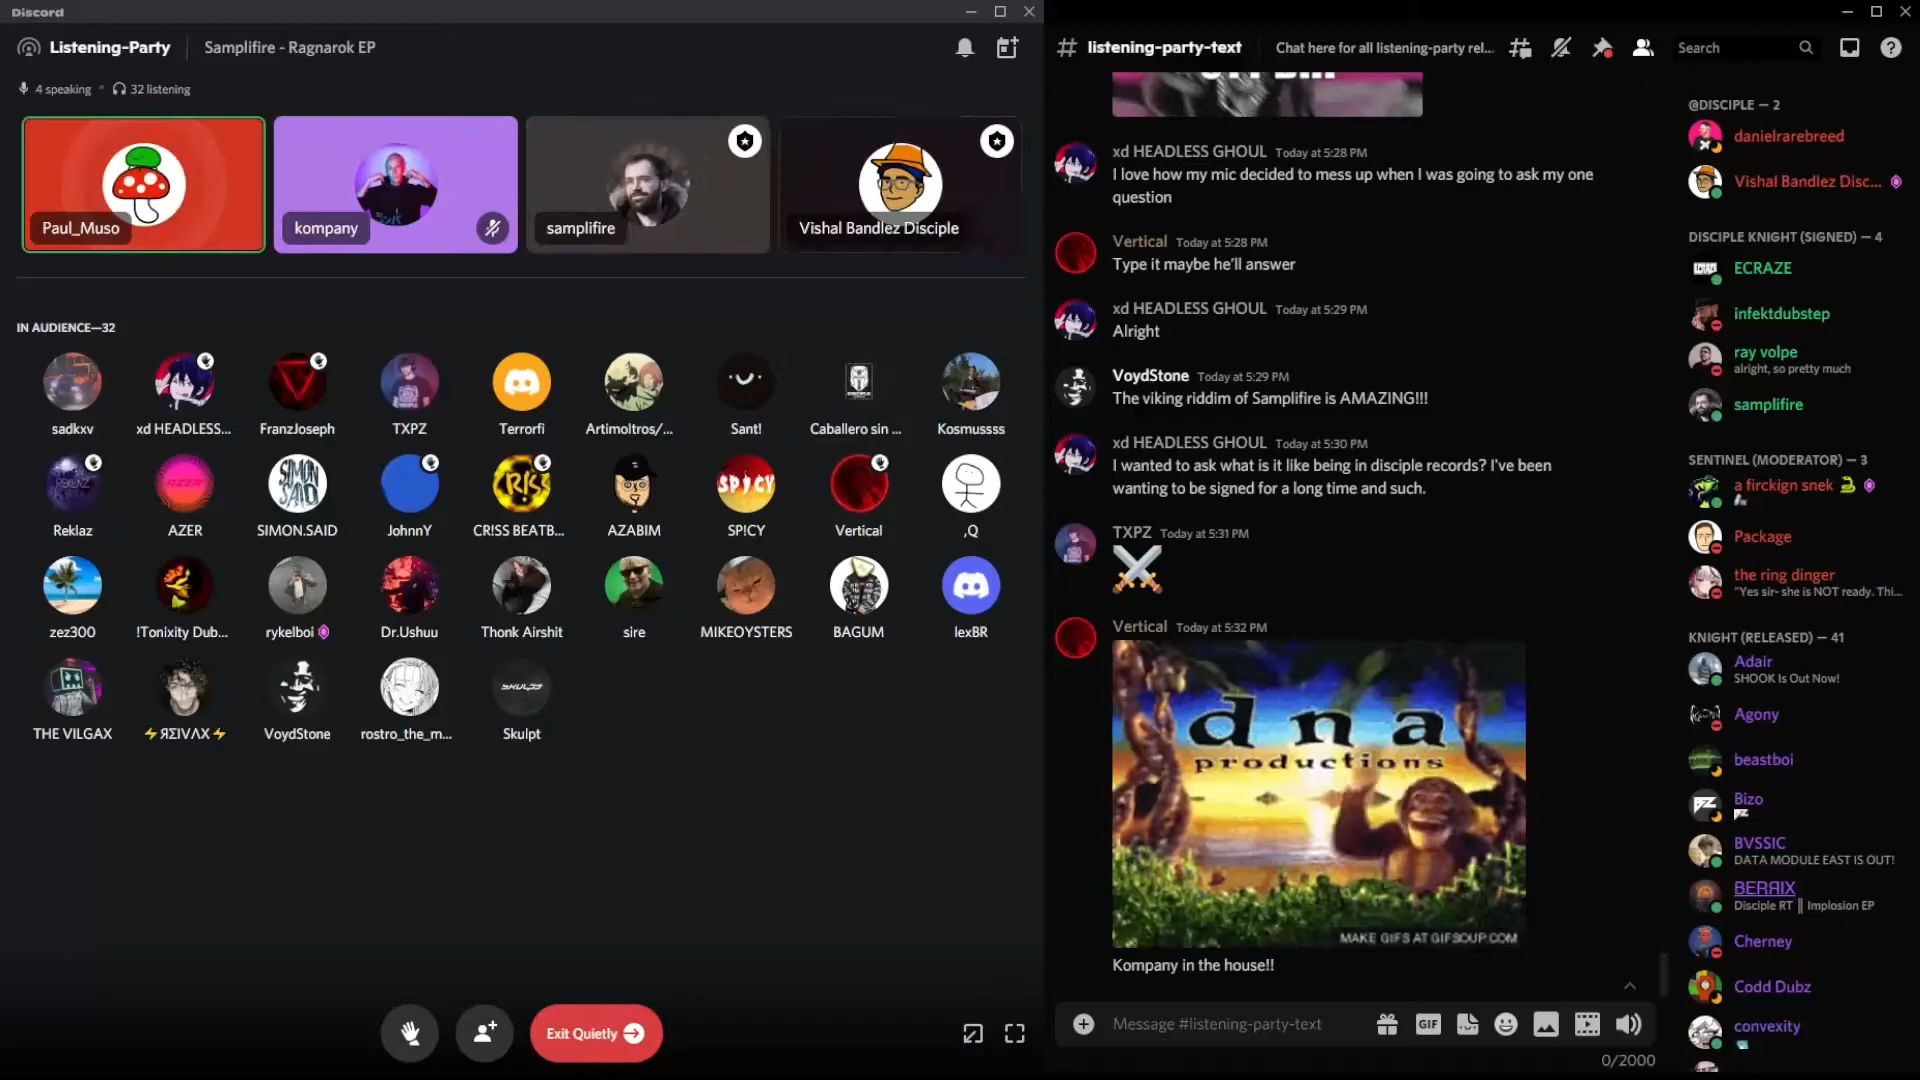 Discord
Listening-Party
Samplifire - Ragnarok EP
4 speaking
32 listening
Paul_Muso
kompany
samplifire
Vishal Bandlez Disciple
IN AUDIENCE—32
sadkxv
xd HEADLESS...
FranzJoseph
TXPZ
Terrorfi
Artimoltros/...
Sant!
Caballero sin ...
Kosmussss
Reklaz
AZER
SIMON.SAID
JohnnY
CR!SS BEATB...
AZABIM
SP!CY
Vertical
,Q
zez300
!Tonixity Dub...
rykelboi
Dr.Ushuu
Thonk Airshit
sire
MIKEOYSTERS
BAGUM
lexBR
THE VILGAX
⚡ЯΣIVΛX⚡
VoydStone
rostro_the_m...
Skulpt
Exit Quietly
# listening-party-text
Chat here for all listening-party rel...
Search
xd HEADLESS GHOUL Today at 5:28 PM
I love how my mic decided to mess up when I was going to ask my one
question
Vertical Today at 5:28 PM
Type it maybe he'll answer
xd HEADLESS GHOUL Today at 5:29 PM
Alright
VoydStone Today at 5:29 PM
The viking riddim of Samplifire is AMAZING!!!
xd HEADLESS GHOUL Today at 5:30 PM
I wanted to ask what is it like being in disciple records? I've been
wanting to be signed for a long time and such.
TXPZ Today at 5:31 PM
Vertical Today at 5:32 PM
dna
productions
MAKE GIFS AT GIFSOUP.COM
Kompany in the house!!
Message #listening-party-text
GIF
0/2000
@DISCIPLE — 2
danielrarebreed
Vishal Bandlez Disc...
DISCIPLE KNIGHT (SIGNED) — 4
ECRAZE
infektdubstep
ray volpe
alright, so pretty much
samplifire
SENTINEL (MODERATOR) — 3
a firckign snek
Package
the ring dinger
"Yes sir- she is NOT ready. Thi...
KNIGHT (RELEASED) — 41
Adair
SHOOK Is Out Now!
Agony
beastboi
Bizo
BVSSIC
DATA MODULE EAST IS OUT!
BERЯIX
Disciple RT ║ Implosion EP
Cherney
Codd Dubz
convexity